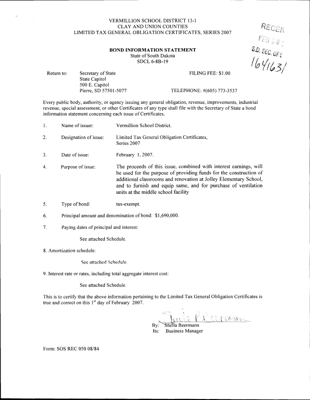 VERMILLION SCHOOL DISTRICT 13-1
CLAY AND UNION COUNTIES
LIMITED TAX GENERAL OBLIGATION CERTIFICATES, SERIES 2007
BOND INFORMATION STATEMENT
State of South Dakota
SDCL 6-8B-19
S.D. SEC. OF
1641631
Return to: Secretary of State FILING FEE: $1.00
State Capitol
500 E. Capitol
Pierre, SD 57501-5077 TELEPHONE: #(605) 773-3537
Every public body, authority, or agency issuing any general obligation, revenue, improvements, industrial
revenue, special assessment, or other Certificates of any type shall file with the Secretary of State a bond
information statement concerning each issue of Certificates.
1. Name of issuer: Vermillion School District.
2. Designation of issue: Limited Tax General Obligation Certificates,
Series 2007
3. Date of issue: February 1, 2007.
4. Purpose of issue: The proceeds of this issue, combined with interest earnings, will
be used for the purpose of providing funds for the construction of
additional classrooms and renovation at Jolley Elementary School,
and to furnish and equip same, and for purchase of ventilation
units at the middle school facility
5. Type of bond: tax-exempt.
6. Principal amount and denomination of bond: $1,690,000.
7. Paying dates of principal and interest:
See attached Schedule.
8. Amortization schedule:
See attached Schedule.
9. Interest rate or rates, including total aggregate interest cost:
See attached Schedule.
This is to certify that the above information pertaining to the Limited Tax General Obligation Certificates is
true and correct on this 1st day of February 2007.
By: Sheila Beermann
Its: Business Manager
Form: SOS REC 050 08/84